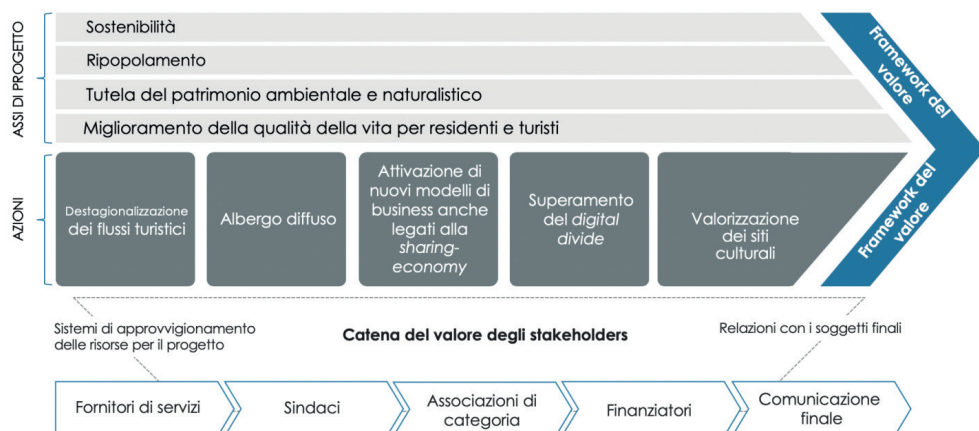 ASSI DI PROGETTO
Sostenibilità
Ripopolamento
Tutela del patrimonio ambientale e naturalistico
Miglioramento della qualità della vita per residenti e turisti
Framework del
valore
AZIONI
Destagionalizzazione
dei flussi turistici
Albergo diffuso
Attivazione di
nuovi modelli di
business anche
legati alla
sharing-
economy
Superamento
del digital
divide
Valorizzazione
dei siti
culturali
Framework del
valore
Sistemi di approvvigionamento
delle risorse per il progetto
Catena del valore degli stakeholders
Relazioni con i soggetti finali
Fornitori di servizi
Sindaci
Associazioni di
categoria
Finanziatori
Comunicazione
finale